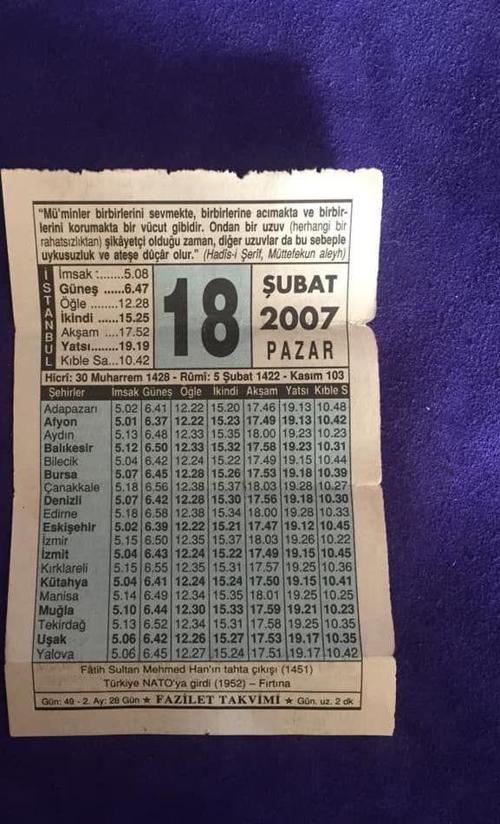 "Mü'minler birbirlerini sevmekte, birbirlerine acımakta ve birbir-
lerini korumakta bir vücut gibidir. Ondan bir uzuv (herhangi bir
rahatsızlıktan) şikâyetçi olduğu zaman, diğer uzuvlar da bu sebeple
uykusuzluk ve ateşe dûçâr olur." (Hadîs-i Şerîf, Müttefekun aleyh)
İSTANBUL
İmsak :.......5.08
Güneş ......6.47
Öğle .........12.28
İkindi ......15.25
Akşam ....17.52
Yatsı.......19.19
Kıble Sa...10.42
18
ŞUBAT
2007
PAZAR
Hicrî: 30 Muharrem 1428 - Rûmî: 5 Şubat 1422 - Kasım 103
Şehirler İmsak Güneş Öğle İkindi Akşam Yatsı Kıble S
Adapazarı 5.02 6.41 12.22 15.20 17.46 19.13 10.48
Afyon 5.01 6.37 12.22 15.23 17.49 19.13 10.42
Aydın 5.13 6.48 12.33 15.35 18.00 19.23 10.23
Balıkesir 5.12 6.50 12.33 15.32 17.58 19.23 10.31
Bilecik 5.04 6.42 12.24 15.22 17.49 19.15 10.44
Bursa 5.07 6.45 12.28 15.26 17.53 19.18 10.39
Çanakkale 5.18 6.56 12.38 15.37 18.03 19.28 10.27
Denizli 5.07 6.42 12.28 15.30 17.56 19.18 10.30
Edirne 5.18 6.58 12.38 15.34 18.00 19.28 10.33
Eskişehir 5.02 6.39 12.22 15.21 17.47 19.12 10.45
İzmir 5.15 6.50 12.35 15.37 18.03 19.26 10.22
İzmit 5.04 6.43 12.24 15.22 17.49 19.15 10.45
Kırklareli 5.15 6.55 12.35 15.31 17.57 19.25 10.36
Kütahya 5.04 6.41 12.24 15.24 17.50 19.15 10.41
Manisa 5.14 6.49 12.34 15.35 18.01 19.25 10.25
Muğla 5.10 6.44 12.30 15.33 17.59 19.21 10.23
Tekirdağ 5.13 6.52 12.34 15.31 17.58 19.25 10.35
Uşak 5.06 6.42 12.26 15.27 17.53 19.17 10.35
Yalova 5.06 6.45 12.27 15.24 17.51 19.17 10.42
Fâtih Sultan Mehmed Han'ın tahta çıkışı (1451)
Türkiye NATO'ya girdi (1952) – Fırtına
Gün: 49 - 2. Ay: 28 Gün ★ FAZİLET TAKVİMİ ★ Gün. uz. 2 dk